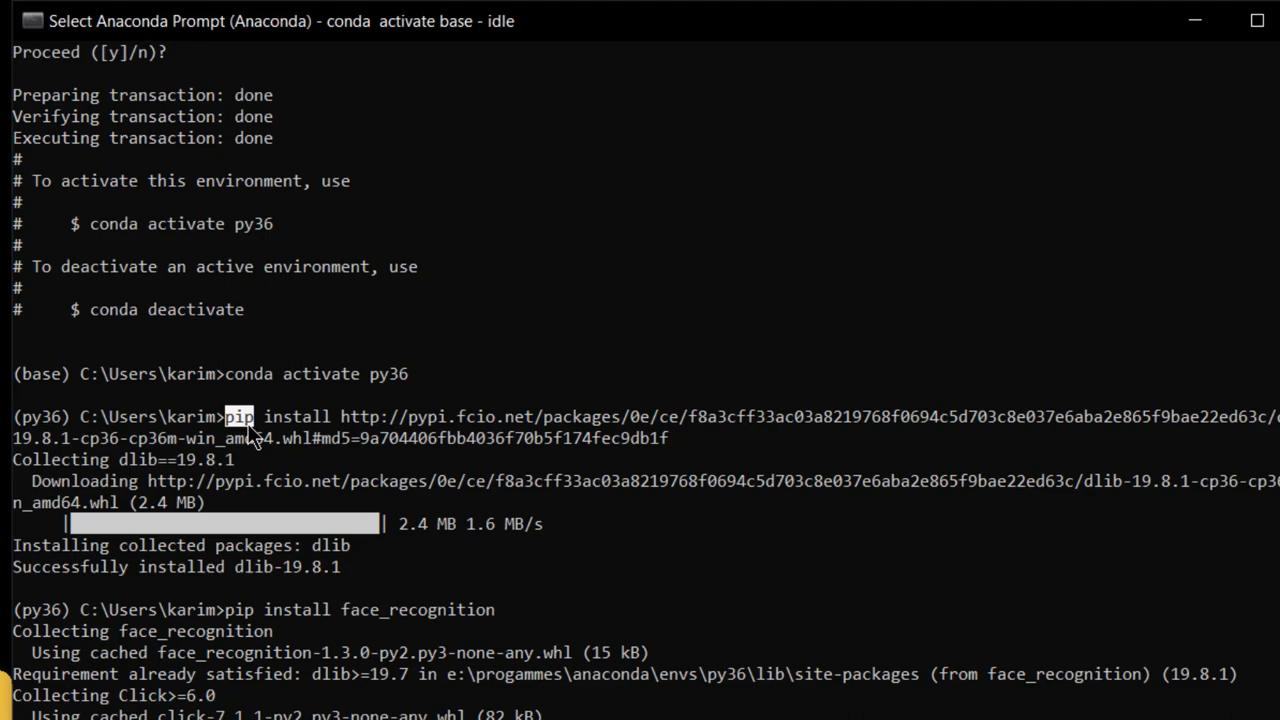 Select Anaconda Prompt (Anaconda) - conda  activate base - idle
Proceed ([y]/n)?
Preparing transaction: done
Verifying transaction: done
Executing transaction: done
#
# To activate this environment, use
#
#     $ conda activate py36
#
# To deactivate an active environment, use
#
#     $ conda deactivate
(base) C:\Users\karim>conda activate py36
(py36) C:\Users\karim>pip install http://pypi.fcio.net/packages/0e/ce/f8a3cff33ac03a8219768f0694c5d703c8e037e6aba2e865f9bae22ed63c/
19.8.1-cp36-cp36m-win_amd64.whl#md5=9a704406fbb4036f70b5f174fec9db1f
Collecting dlib==19.8.1
  Downloading http://pypi.fcio.net/packages/0e/ce/f8a3cff33ac03a8219768f0694c5d703c8e037e6aba2e865f9bae22ed63c/dlib-19.8.1-cp36-cp36
n_amd64.whl (2.4 MB)
     |████████████████████████████████| 2.4 MB 1.6 MB/s
Installing collected packages: dlib
Successfully installed dlib-19.8.1
(py36) C:\Users\karim>pip install face_recognition
Collecting face_recognition
  Using cached face_recognition-1.3.0-py2.py3-none-any.whl (15 kB)
Requirement already satisfied: dlib>=19.7 in e:\progammes\anaconda\envs\py36\lib\site-packages (from face_recognition) (19.8.1)
Collecting Click>=6.0
  Using cached click-7.1.1-py2.py3-none-any.whl (82 kB)